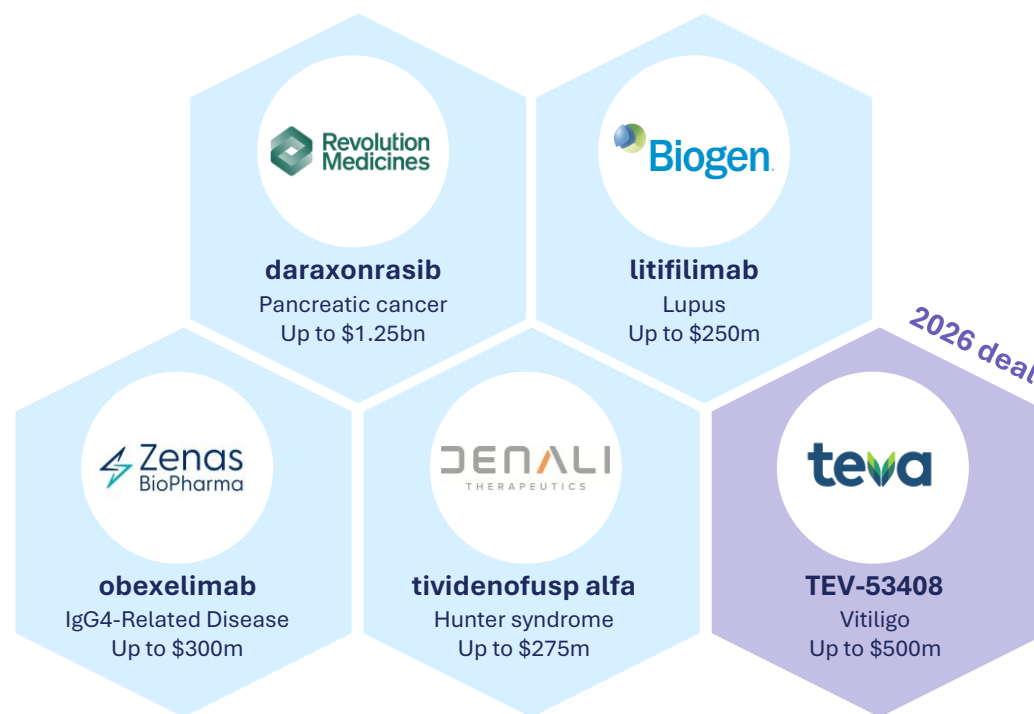 Revolution
Medicines
daraxonrasib
Pancreatic cancer
Up to $1.25bn
Biogen
litifilimab
Lupus
Up to $250m
Zenas
BioPharma
obexelimab
IgG4-Related Disease
Up to $300m
DENALI
THERAPEUTICS
tividenofusp alfa
Hunter syndrome
Up to $275m
2026 deal
teva
TEV-53408
Vitiligo
Up to $500m